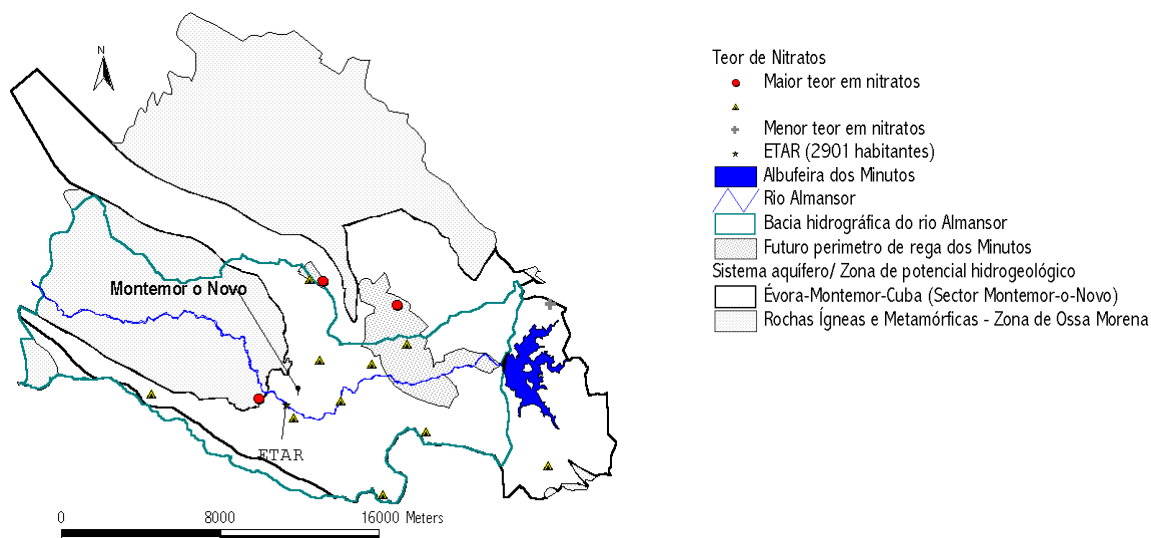 N
Montemor o Novo
ETAR
0 8000 16000 Meters
Teor de Nitratos
Maior teor em nitratos
Menor teor em nitratos
ETAR (2901 habitantes)
Albufeira dos Minutos
Rio Almansor
Bacia hidrográfica do rio Almansor
Futuro perimetro de rega dos Minutos
Sistema aquífero/ Zona de potencial hidrogeológico
Évora-Montemor-Cuba (Sector Montemor-o-Novo)
Rochas Ígneas e Metamórficas - Zona de Ossa Morena